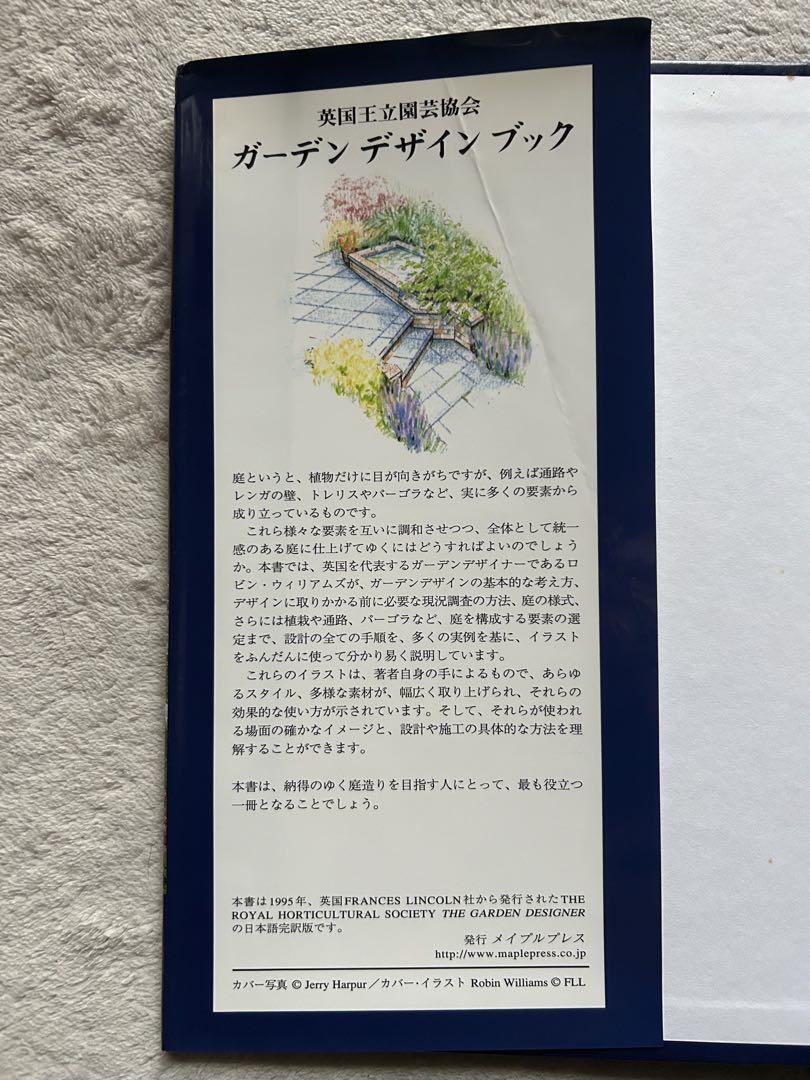 英国王立園芸協会
ガーデン デザイン ブック
庭というと、植物だけに目が向きがちですが、例えば通路や
レンガの壁、トレリスやパーゴラなど、実に多くの要素から
成り立っているものです。
これら様々な要素を互いに調和させつつ、全体として統一
感のある庭に仕上げてゆくにはどうすればよいのでしょう
か。本書では、英国を代表するガーデンデザイナーであるロ
ビン・ウィリアムズが、ガーデンデザインの基本的な考え方、
デザインに取りかかる前に必要な現況調査の方法、庭の様式、
さらには植栽や通路、パーゴラなど、庭を構成する要素の選
定まで、設計の全ての手順を、多くの実例を基に、イラスト
をふんだんに使って分かり易く説明しています。
これらのイラストは、著者自身の手によるもので、あらゆ
るスタイル、多様な素材が、幅広く取り上げられ、それらの
効果的な使い方が示されています。そして、それらが使われ
る場面の確かなイメージと、設計や施工の具体的な方法を理
解することができます。
本書は、納得のゆく庭造りを目指す人にとって、最も役立つ
一冊となることでしょう。
本書は1995年、英国FRANCES LINCOLN社から発行されたTHE
ROYAL HORTICULTURAL SOCIETY THE GARDEN DESIGNER
の日本語完訳版です。
発行 メイプルプレス
http://www.maplepress.co.jp
カバー写真 © Jerry Harpur／カバー・イラスト Robin Williams © FLL